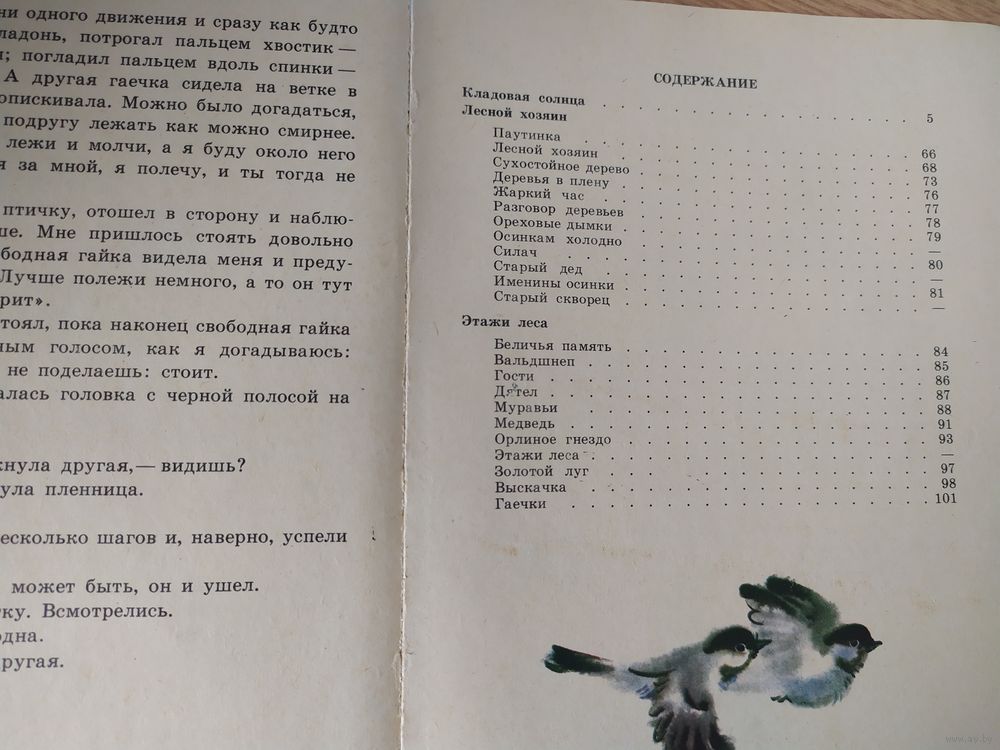 ни одного движения и сразу как будто
ладонь, потрогал пальцем хвостик —
; погладил пальцем вдоль спинки —
А другая гаечка сидела на ветке в
опискивала. Можно было догадаться,
подругу лежать как можно смирнее.
лежи и молчи, а я буду около него
я за мной, я полечу, и ты тогда не
птичку, отошел в сторону и наблю-
ше. Мне пришлось стоять довольно
бодная гайка видела меня и преду-
Лучше полежи немного, а то он тут
рит».
тоял, пока наконец свободная гайка
ным голосом, как я догадываюсь:
не поделаешь: стоит.
алась головка с черной полосой на
кнула другая,— видишь?
ула пленница.
есколько шагов и, наверно, успели
может быть, он и ушел.
тку. Всмотрелись.
одна.
ругая.
СОДЕРЖАНИЕ
Кладовая солнца . . . . . . . . . . . . . . . 5
Лесной хозяин
Паутинка . . . . . . . . . . . . . . . 66
Лесной хозяин . . . . . . . . . . . . . . . 68
Сухостойное дерево . . . . . . . . . . . . . . . 73
Деревья в плену . . . . . . . . . . . . . . . 76
Жаркий час . . . . . . . . . . . . . . . 77
Разговор деревьев . . . . . . . . . . . . . . . 78
Ореховые дымки . . . . . . . . . . . . . . . 79
Осинкам холодно . . . . . . . . . . . . . . . —
Силач . . . . . . . . . . . . . . . 80
Старый дед . . . . . . . . . . . . . . . —
Именины осинки . . . . . . . . . . . . . . . 81
Старый скворец . . . . . . . . . . . . . . . —
Этажи леса
Беличья память . . . . . . . . . . . . . . . 84
Вальдшнеп . . . . . . . . . . . . . . . 85
Гости . . . . . . . . . . . . . . . 86
Дятел . . . . . . . . . . . . . . . 87
Муравьи . . . . . . . . . . . . . . . 88
Медведь . . . . . . . . . . . . . . . 91
Орлиное гнездо . . . . . . . . . . . . . . . 93
Этажи леса . . . . . . . . . . . . . . . —
Золотой луг . . . . . . . . . . . . . . . 97
Выскачка . . . . . . . . . . . . . . . 98
Гаечки . . . . . . . . . . . . . . . 101
www.ay.by